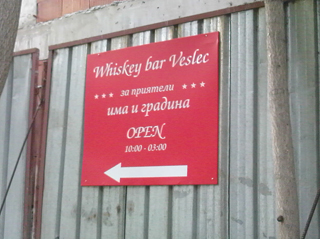 Whiskey bar Veslec
*** за приятели ***
има и градина
OPEN
10:00 - 03:00